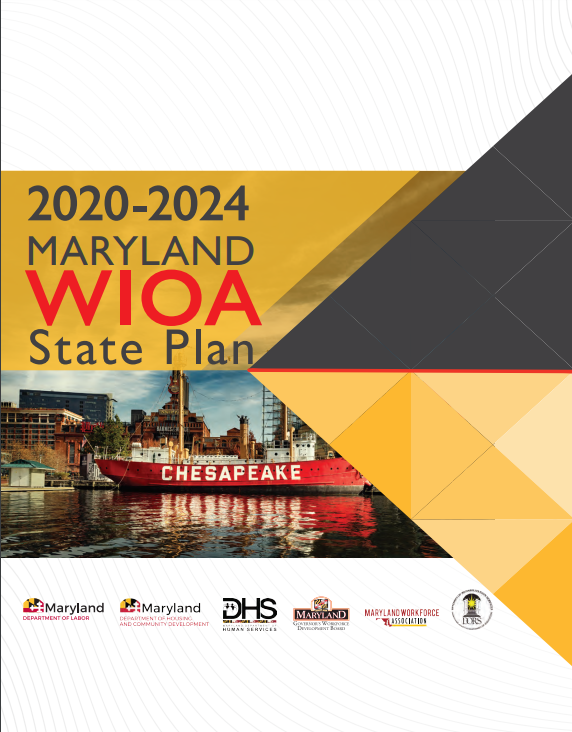 2020-2024
MARYLAND
WIOA
State Plan
CHESAPEAKE
Maryland
DEPARTMENT OF LABOR
Maryland
DEPARTMENT OF HOUSING
AND COMMUNITY DEVELOPMENT
DHS
HUMAN SERVICES
MARYLAND
GOVERNOR'S WORKFORCE
DEVELOPMENT BOARD
MARYLAND WORKFORCE
ASSOCIATION
DORS